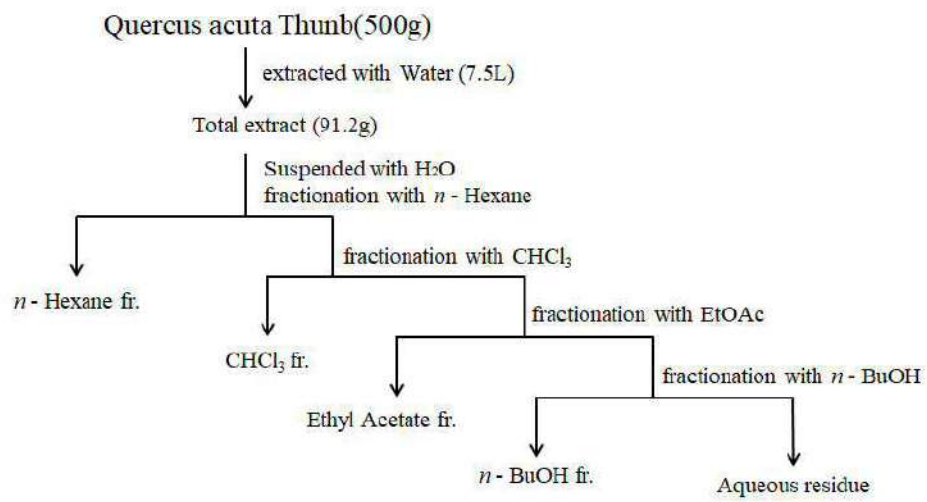 Quercus acuta Thunb(500g)
extracted with Water (7.5L)
Total extract (91.2g)
Suspended with H₂O
fractionation with n - Hexane
fractionation with CHCl₃
n - Hexane fr.
fractionation with EtOAc
CHCl₃ fr.
fractionation with n - BuOH
Ethyl Acetate fr.
n - BuOH fr.
Aqueous residue